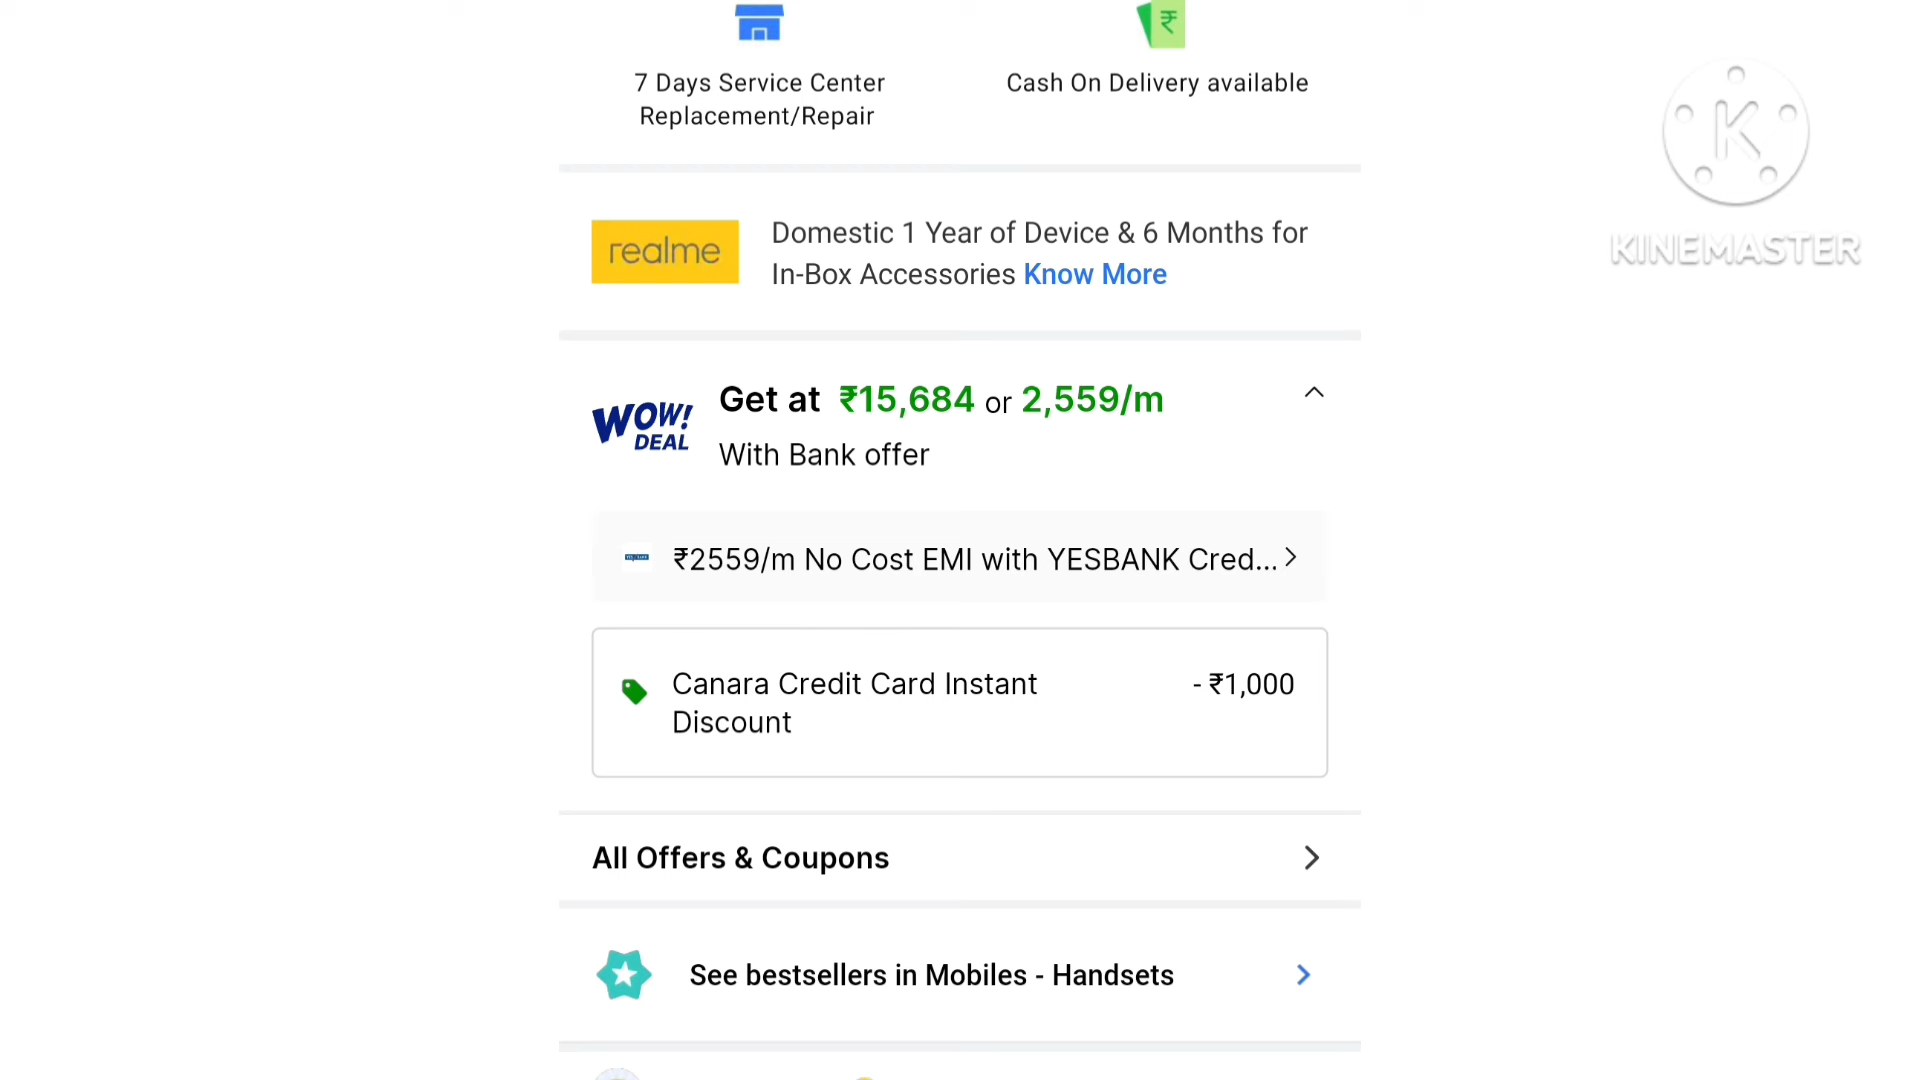 7 Days Service Center
Replacement/Repair
Cash On Delivery available
realme
Domestic 1 Year of Device & 6 Months for
In-Box Accessories Know More
WOW!
DEAL
Get at ₹15,684 or 2,559/m
With Bank offer
₹2559/m No Cost EMI with YESBANK Cred...
Canara Credit Card Instant
Discount
- ₹1,000
All Offers & Coupons
See bestsellers in Mobiles - Handsets
K
KINEMASTER